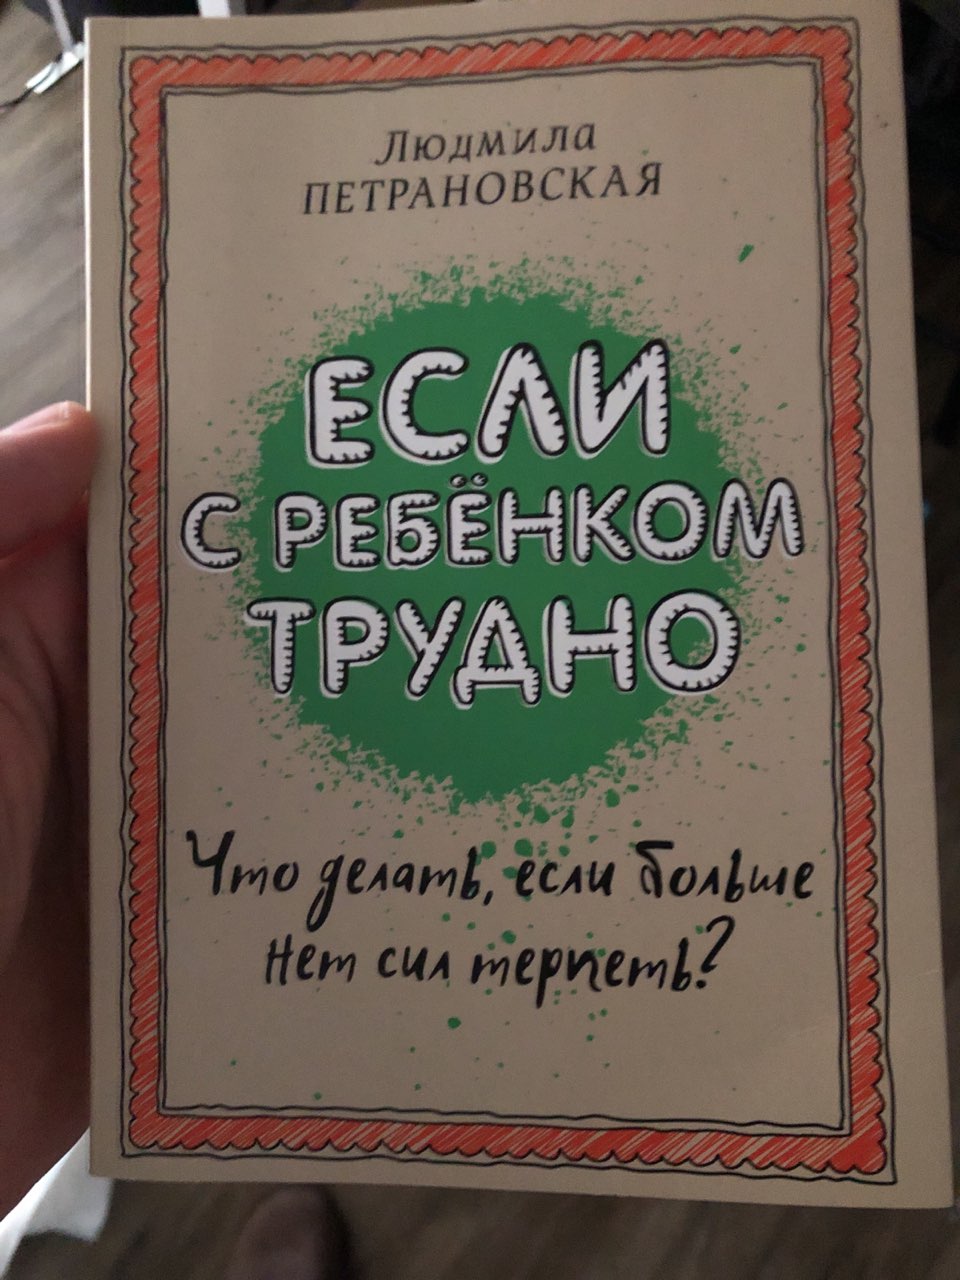 Людмила
ПЕТРАНОВСКАЯ
ЕСЛИ
С РЕБЁНКОМ
ТРУДНО
Что делать, если больше
нет сил терпеть?